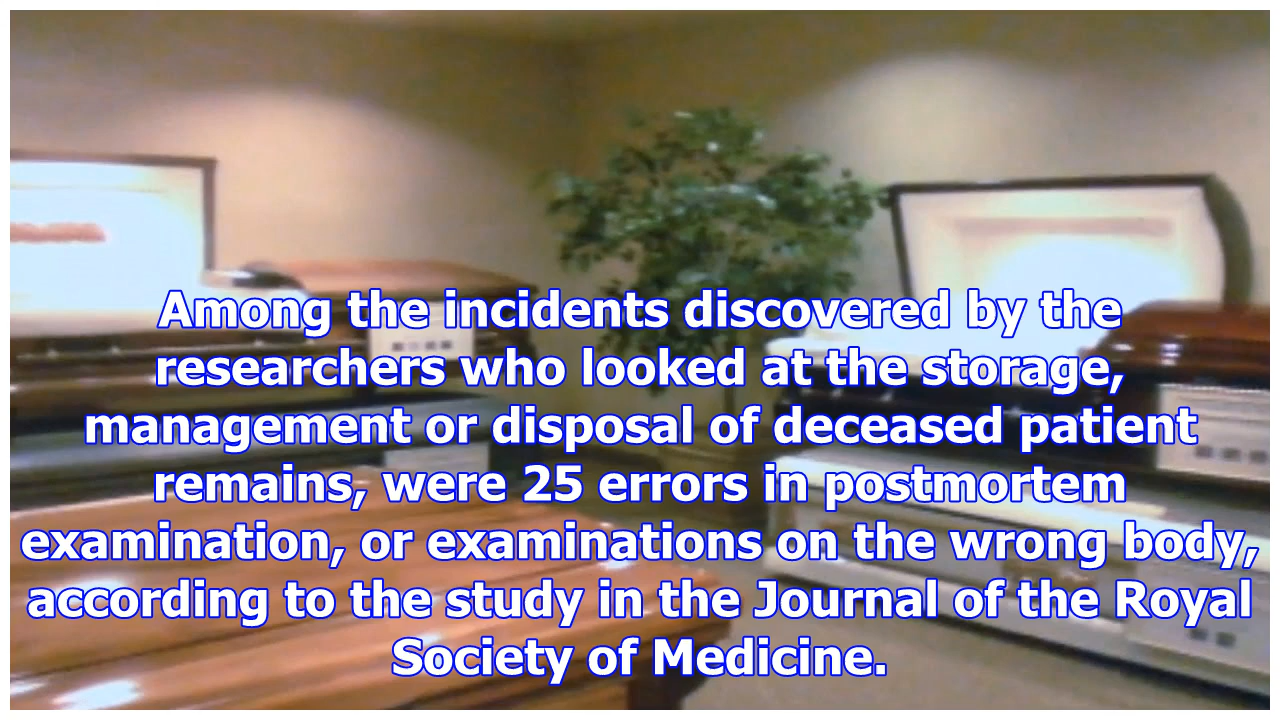 Among the incidents discovered by the
researchers who looked at the storage,
management or disposal of deceased patient
remains, were 25 errors in postmortem
examination, or examinations on the wrong body,
according to the study in the Journal of the Royal
Society of Medicine.